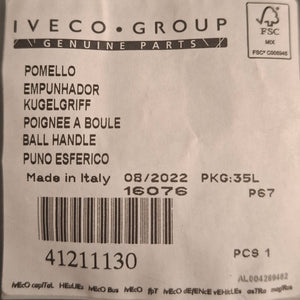 IVECO • GROUP
GENUINE PARTS
FSC
MIX
POMELLO
EMPUNHADOR
KUGELGRIFF
POIGNEE A BOULE
BALL HANDLE
PUNO ESFERICO
Made in Italy 08/2022 PKG:35L
16076 P67
41211130
PCS 1